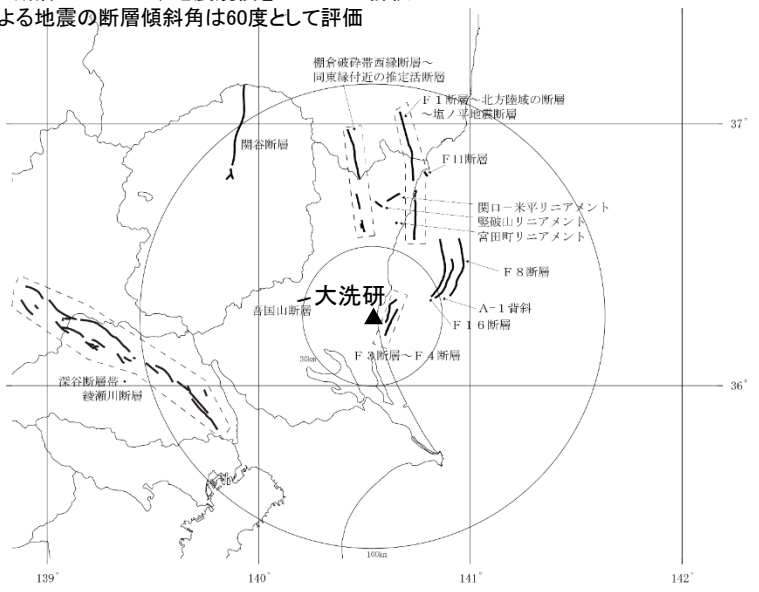 よる地震の断層傾斜角は60度として評価
棚倉破砕帯西縁断層～
同東縁付近の推定活断層
F1断層～北方陸域の断層
～塩ノ平地震断層
37°
関谷断層
F11断層
関口－米平リニアメント
竪破山リニアメント
宮田町リニアメント
F8断層
大洗研
吾国山断層
A－1背斜
F16断層
F3断層～F4断層
30km
36°
深谷断層帯・
綾瀬川断層
100km
139°
140°
141°
142°